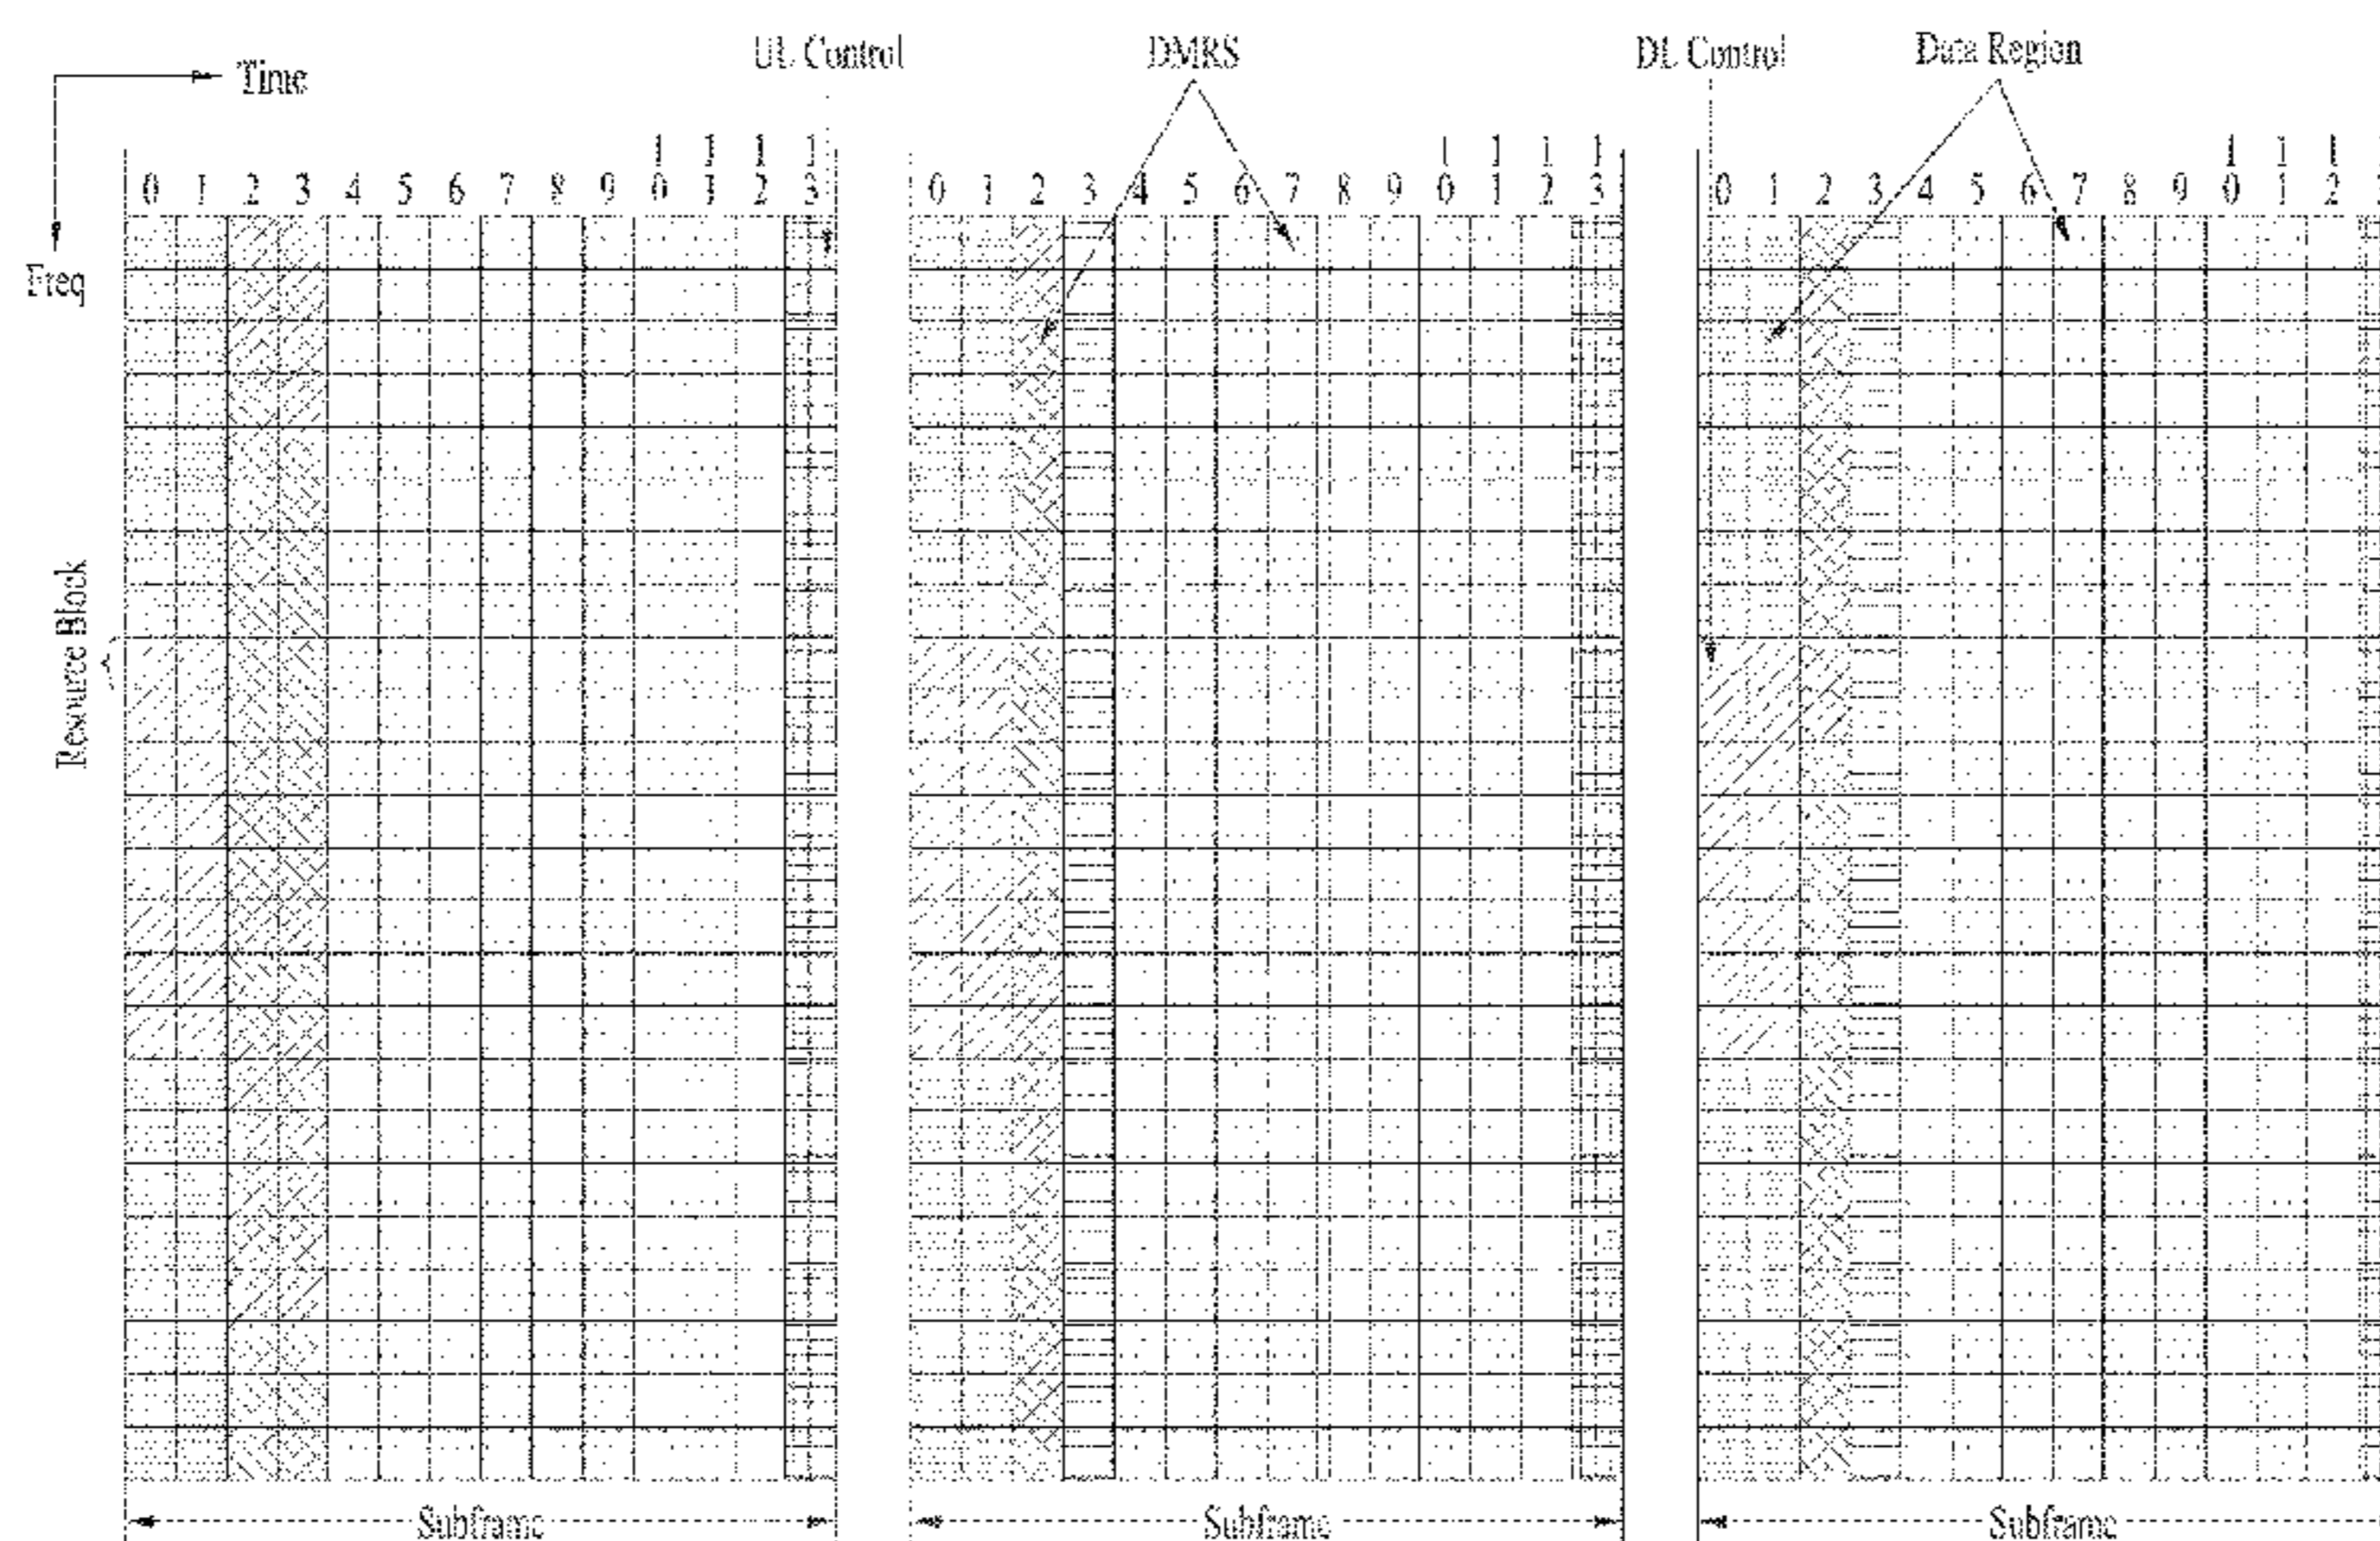 UL Control DMRS DL Control Data Region
Time
0 1 2 3 4 5 6 7 8 9 10 11 12 13
0 1 2 3 4 5 6 7 8 9 10 11 12 13
0 1 2 3 4 5 6 7 8 9 10 11 12
Freq
Resource Block
Subframe Subframe Subframe